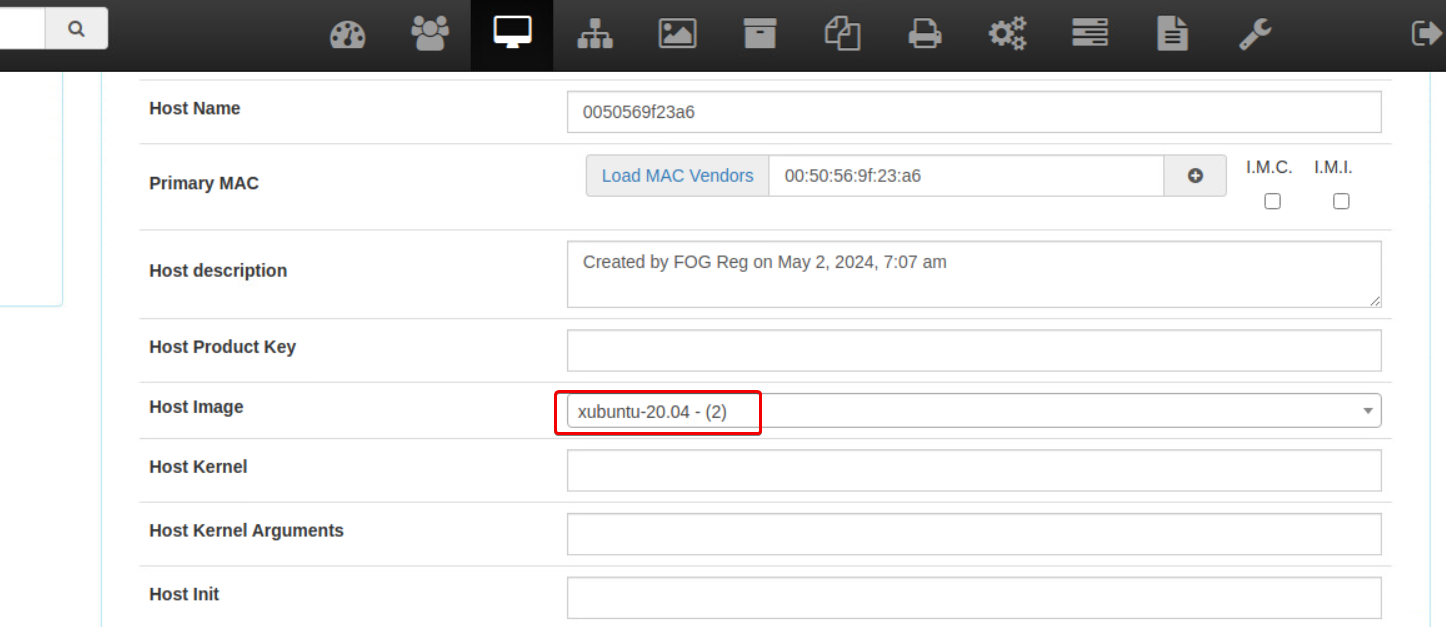 Host Name
0050569f23a6
Primary MAC
Load MAC Vendors
00:50:56:9f:23:a6
I.M.C.
I.M.I.
Host description
Created by FOG Reg on May 2, 2024, 7:07 am
Host Product Key
Host Image
xubuntu-20.04 - (2)
Host Kernel
Host Kernel Arguments
Host Init